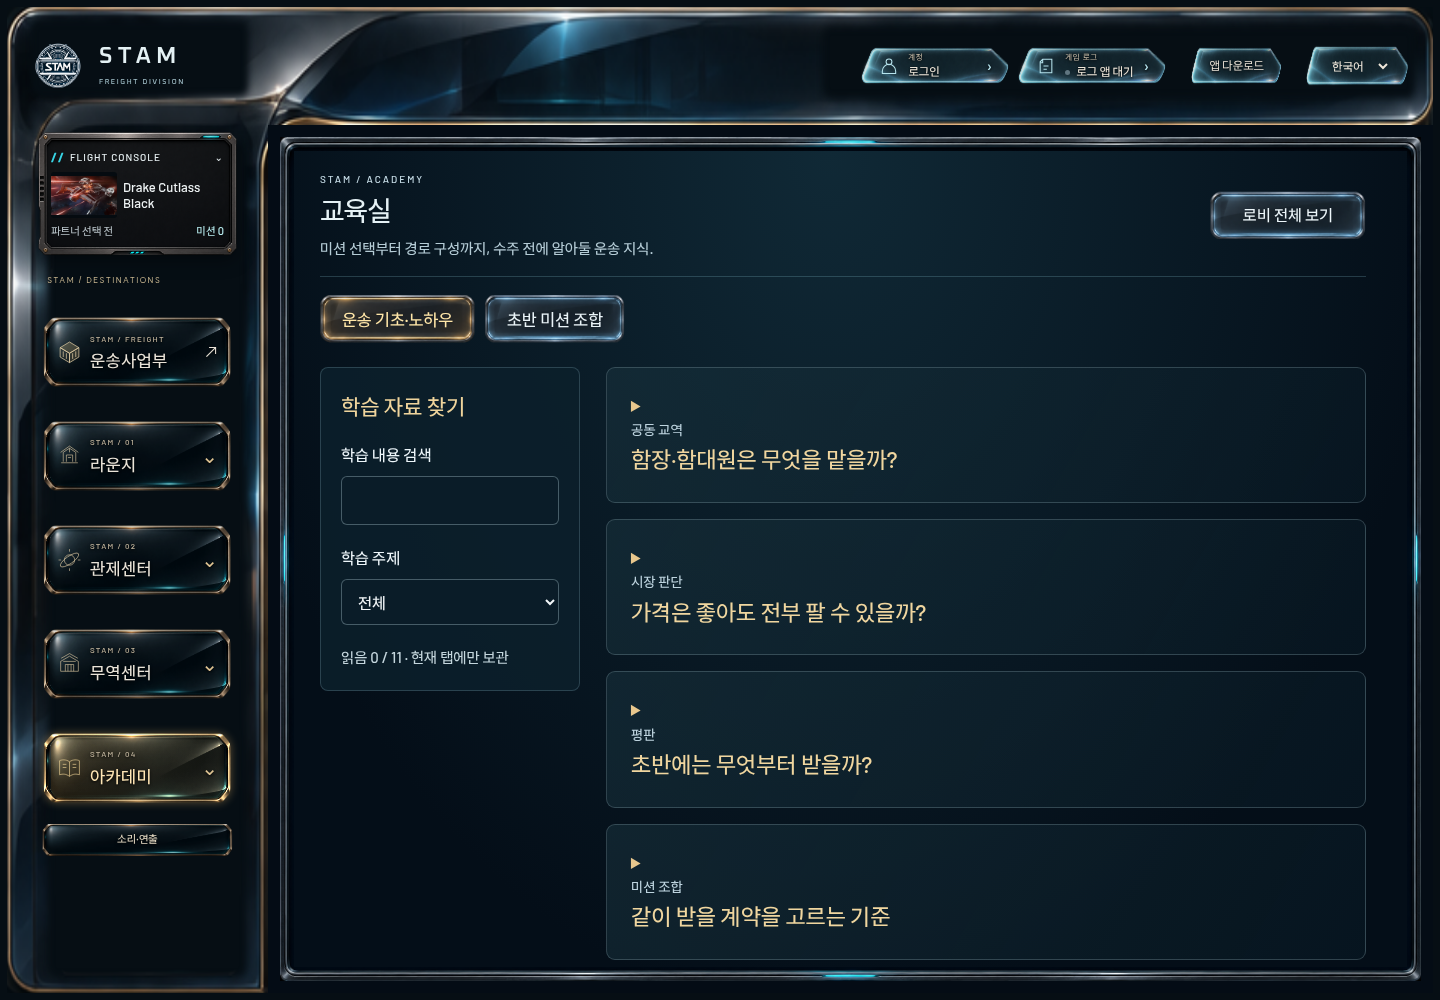 STAM
STAM
FREIGHT DIVISION
계정
로그인
게임 로그
로그 앱 대기
앱 다운로드
한국어
// FLIGHT CONSOLE
Drake Cutlass
Black
파트너 선택 전
미션 0
STAM / DESTINATIONS
STAM / FREIGHT
운송사업부
STAM / 01
라운지
STAM / 02
관제센터
STAM / 03
무역센터
STAM / 04
아카데미
소리·연출
STAM / ACADEMY
교육실
미션 선택부터 경로 구성까지, 수주 전에 알아둘 운송 지식.
로비 전체 보기
운송 기초·노하우
초반 미션 조합
학습 자료 찾기
학습 내용 검색
학습 주제
전체
읽음 0 / 11 · 현재 탭에만 보관
공동 교역
함장·함대원은 무엇을 맡을까?
시장 판단
가격은 좋아도 전부 팔 수 있을까?
평판
초반에는 무엇부터 받을까?
미션 조합
같이 받을 계약을 고르는 기준